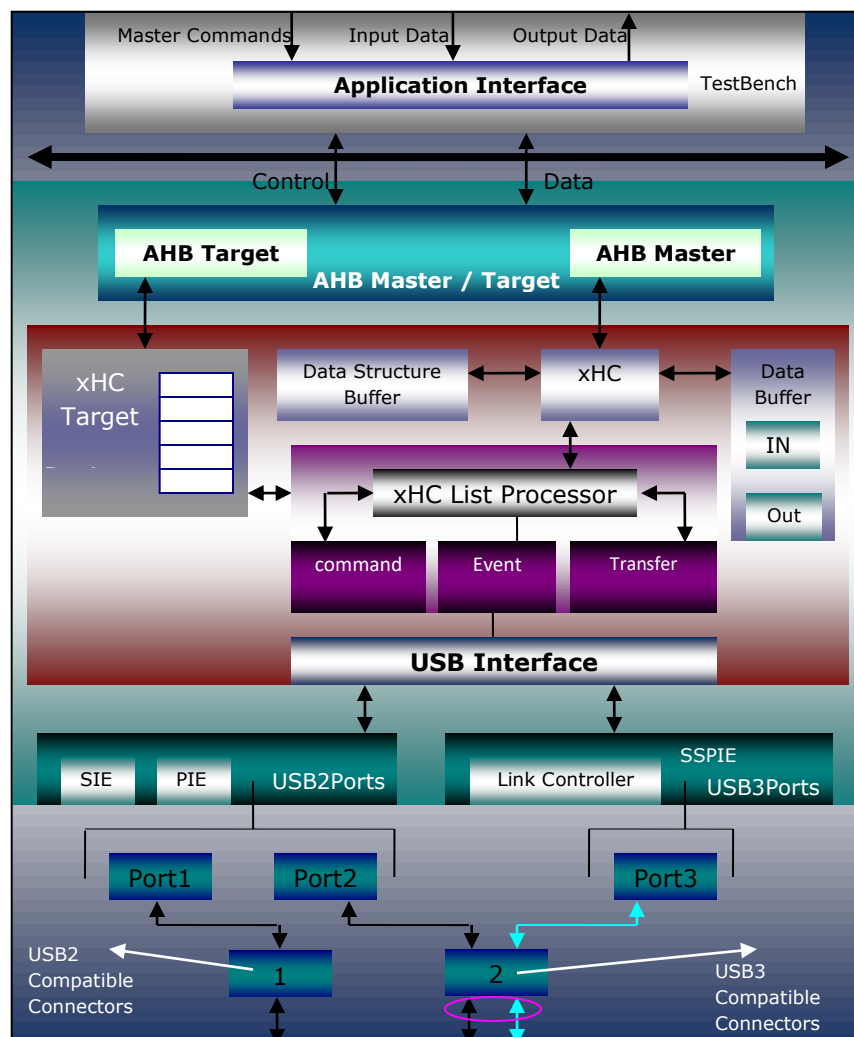 Master Commands
Input Data
Output Data
Application Interface
TestBench
Control
Data
AHB Target
AHB Master
AHB Master / Target
xHC
Target
Data Structure
Buffer
xHC
Data
Buffer
IN
Out
xHC List Processor
command
Event
Transfer
USB Interface
SIE
PIE
USB2Ports
SSPIE
Link Controller
USB3Ports
Port1
Port2
Port3
USB2
Compatible
Connectors
1
2
USB3
Compatible
Connectors